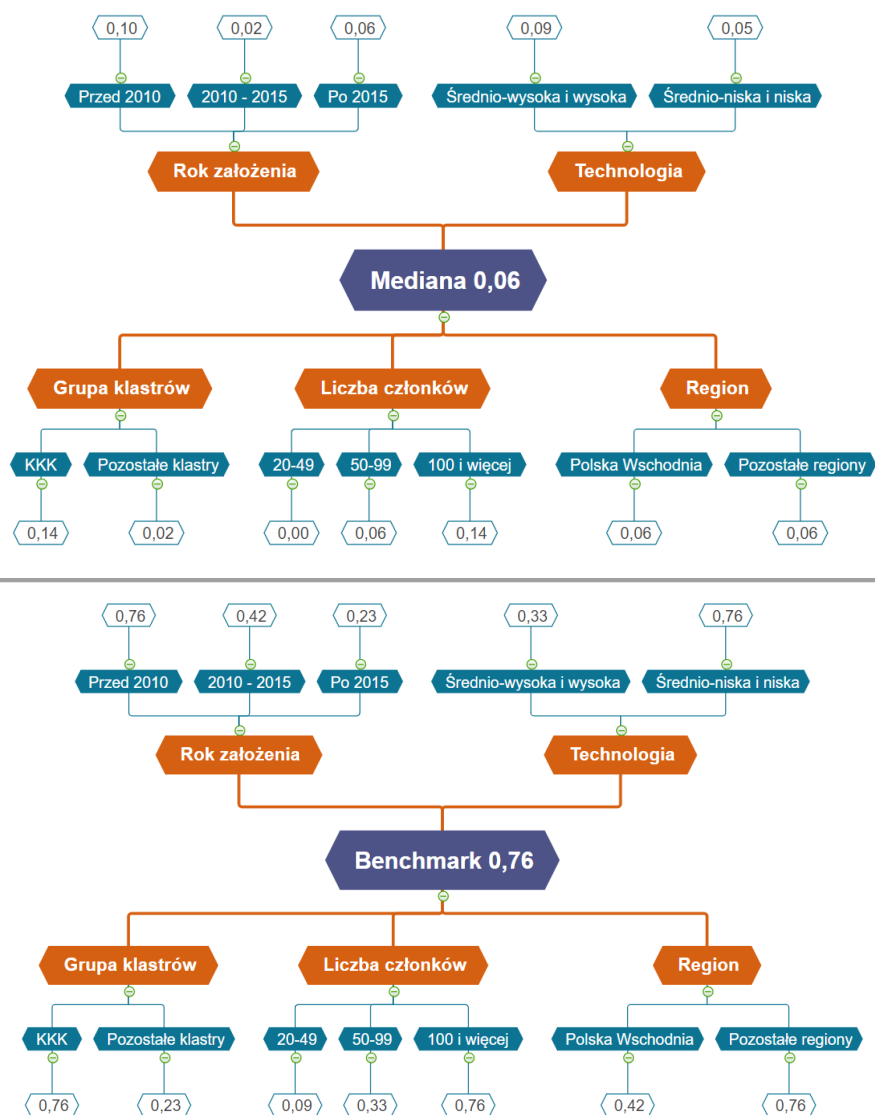 0,10 0,02 0,06 0,09 0,05
Przed 2010 2010 - 2015 Po 2015 Średnio-wysoka i wysoka Średnio-niska i niska
Rok założenia Technologia
Mediana 0,06
Grupa klastrów Liczba członków Region
KKK Pozostałe klastry 20-49 50-99 100 i więcej Polska Wschodnia Pozostałe regiony
0,14 0,02 0,00 0,06 0,14 0,06 0,06
0,76 0,42 0,23 0,33 0,76
Przed 2010 2010 - 2015 Po 2015 Średnio-wysoka i wysoka Średnio-niska i niska
Rok założenia Technologia
Benchmark 0,76
Grupa klastrów Liczba członków Region
KKK Pozostałe klastry 20-49 50-99 100 i więcej Polska Wschodnia Pozostałe regiony
0,76 0,23 0,09 0,33 0,76 0,42 0,76